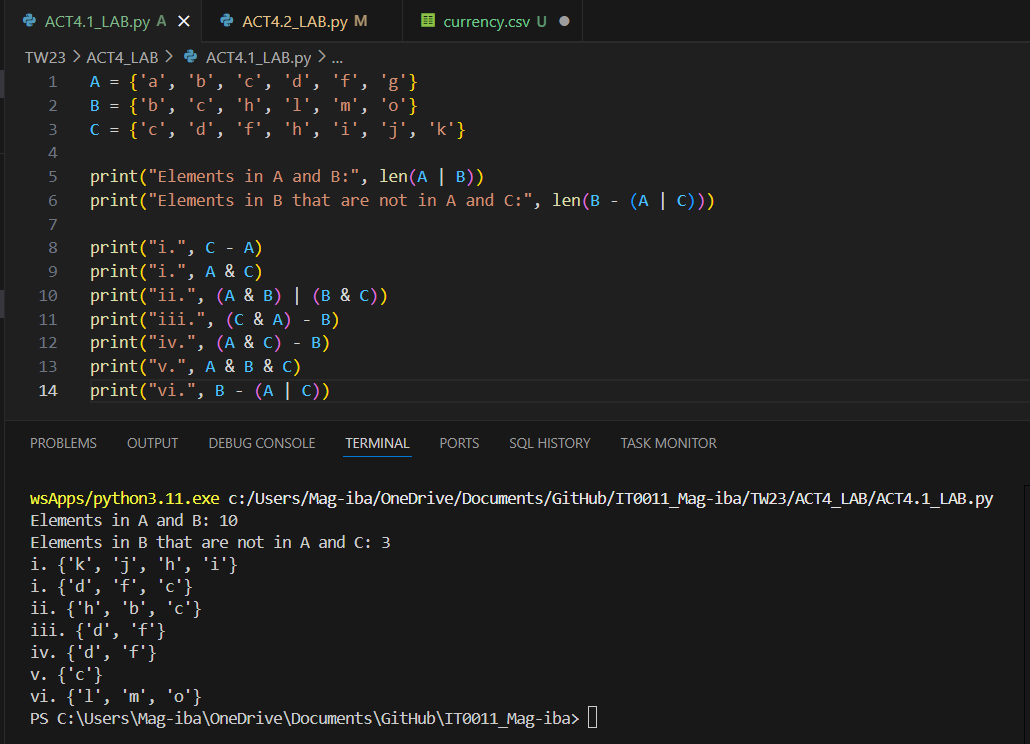 ACT4.1_LAB.py A ✕ ACT4.2_LAB.py M currency.csv U ●
TW23 > ACT4_LAB > ACT4.1_LAB.py > ...
1 A = {'a', 'b', 'c', 'd', 'f', 'g'}
2 B = {'b', 'c', 'h', 'l', 'm', 'o'}
3 C = {'c', 'd', 'f', 'h', 'i', 'j', 'k'}
4
5 print("Elements in A and B:", len(A | B))
6 print("Elements in B that are not in A and C:", len(B - (A | C)))
7
8 print("i.", C - A)
9 print("i.", A & C)
10 print("ii.", (A & B) | (B & C))
11 print("iii.", (C & A) - B)
12 print("iv.", (A & C) - B)
13 print("v.", A & B & C)
14 print("vi.", B - (A | C))
PROBLEMS OUTPUT DEBUG CONSOLE TERMINAL PORTS SQL HISTORY TASK MONITOR
wsApps/python3.11.exe c:/Users/Mag-iba/OneDrive/Documents/GitHub/IT0011_Mag-iba/TW23/ACT4_LAB/ACT4.1_LAB.py
Elements in A and B: 10
Elements in B that are not in A and C: 3
i. {'k', 'j', 'h', 'i'}
i. {'d', 'f', 'c'}
ii. {'h', 'b', 'c'}
iii. {'d', 'f'}
iv. {'d', 'f'}
v. {'c'}
vi. {'l', 'm', 'o'}
PS C:\Users\Mag-iba\OneDrive\Documents\GitHub\IT0011_Mag-iba>